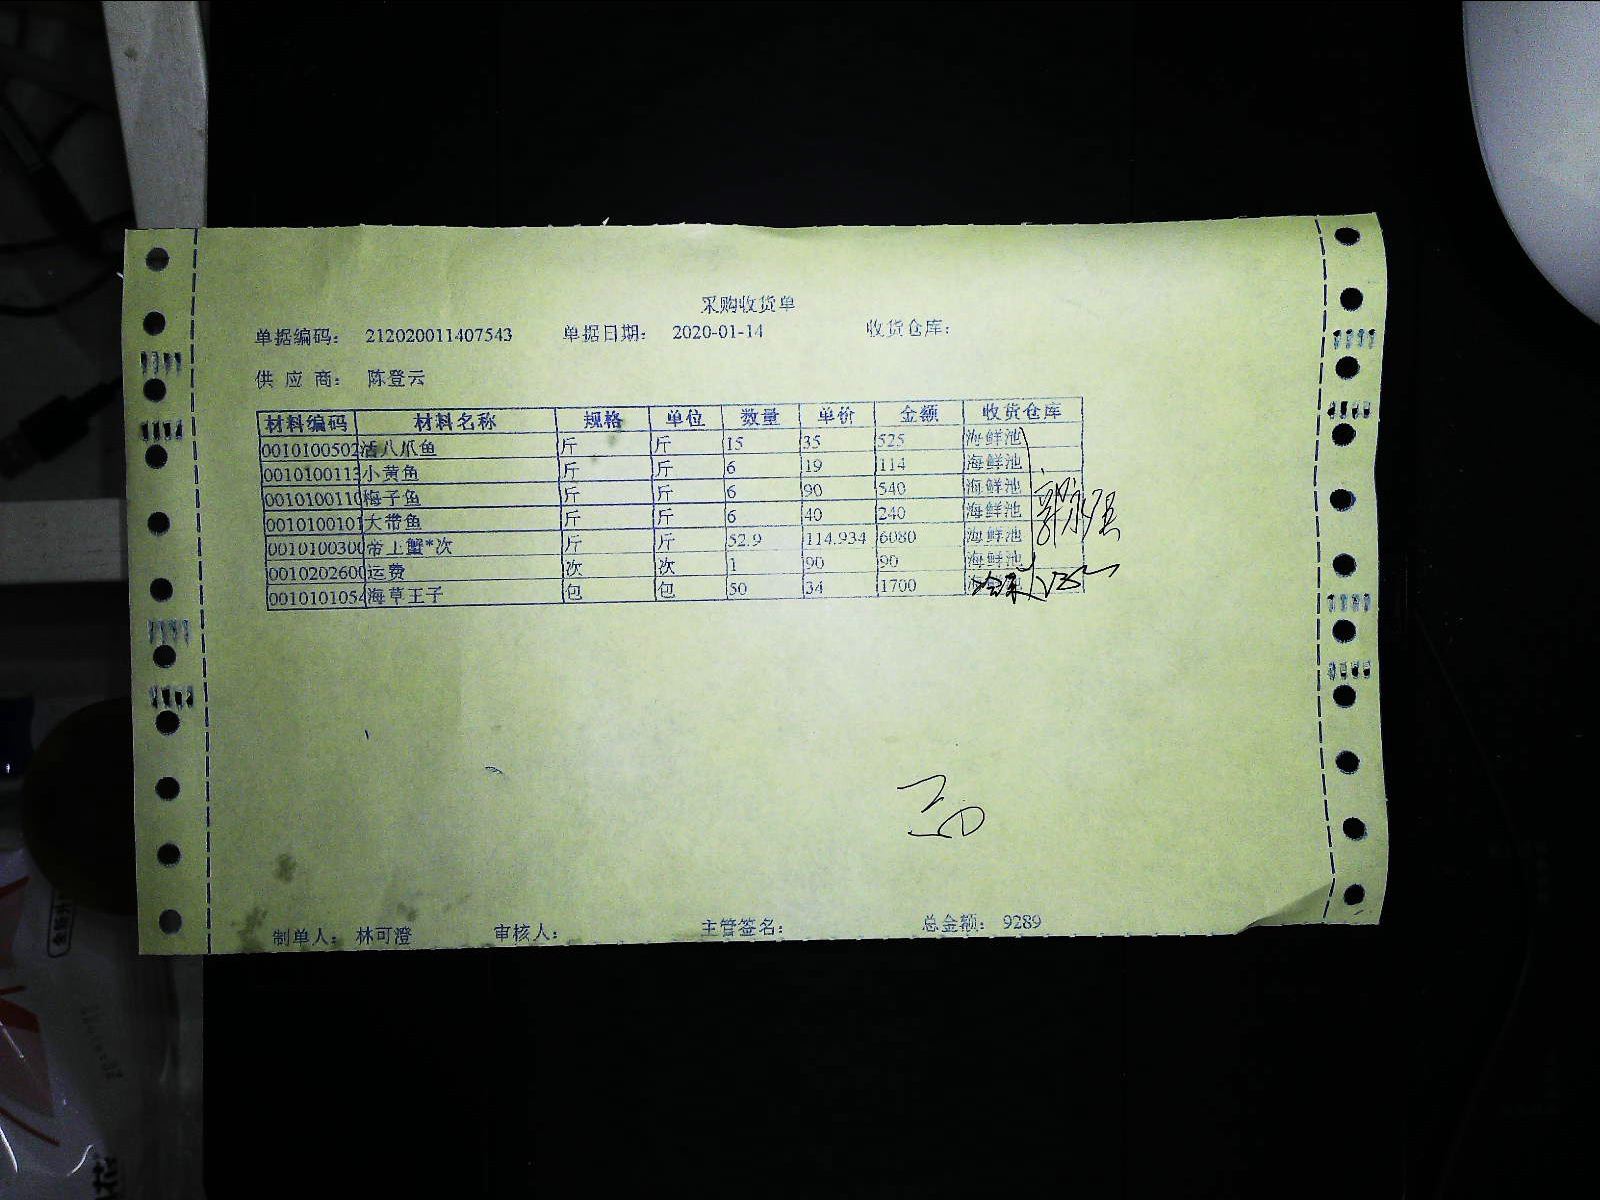 采购收货单
单据编码： 212020011407543 单据日期： 2020-01-14 收货仓库：
供 应 商： 陈登云
材料编码 材料名称 规格 单位 数量 单价 金额 收货仓库
0010100502 活八爪鱼 斤 斤 15 35 525 海鲜池
001010011 小黄鱼 斤 斤 6 19 114 海鲜池
0010100110 梅子鱼 斤 斤 6 90 540 海鲜池
001010010 大带鱼 斤 斤 6 40 240 海鲜池
001010030 帝王蟹*次 斤 斤 52.9 114.934 6080 海鲜池
001020260 运费 次 次 1 90 90 海鲜池
0010101054 海草王子 包 包 50 34 1700
制单人： 林可澄 审核人： 主管签名： 总金额： 9289